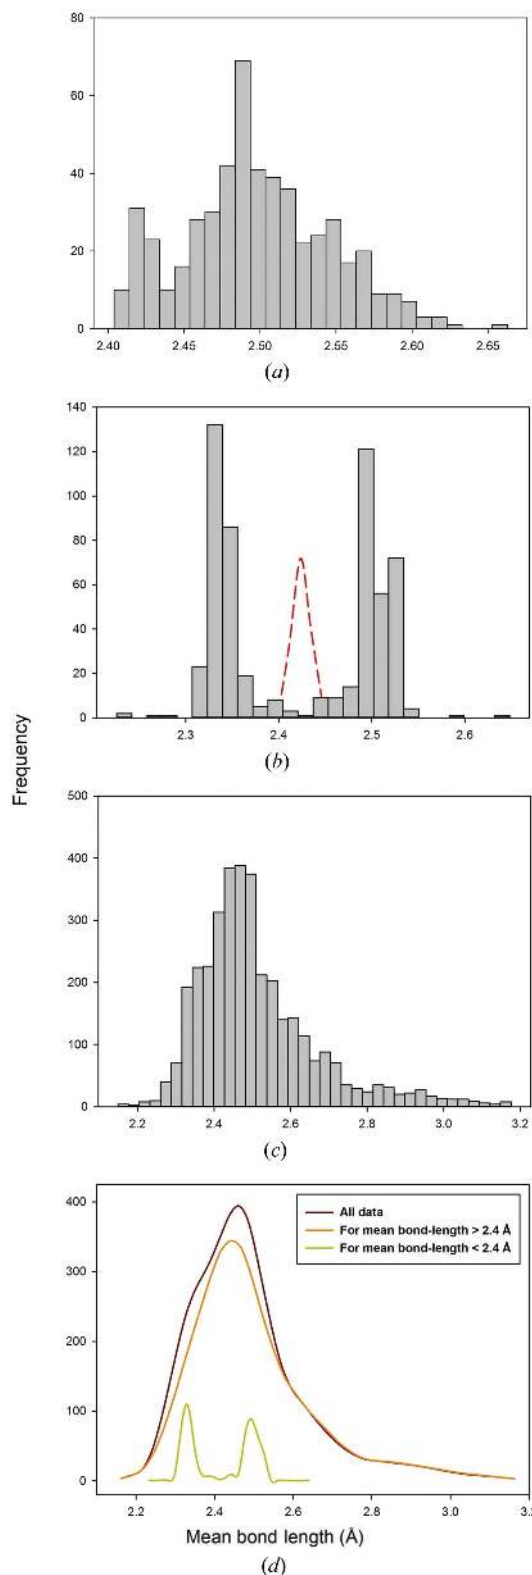 80
60
40
20
0
2.40 2.45 2.50 2.55 2.60 2.65
(a)
140
120
100
80
60
40
20
0
2.3 2.4 2.5 2.6
(b)
Frequency
500
400
300
200
100
0
2.2 2.4 2.6 2.8 3.0 3.2
(c)
400
300
200
100
0
All data
For mean bond-length > 2.4 Å
For mean bond-length < 2.4 Å
2.2 2.4 2.6 2.8 3.0 3.2
Mean bond length (Å)
(d)